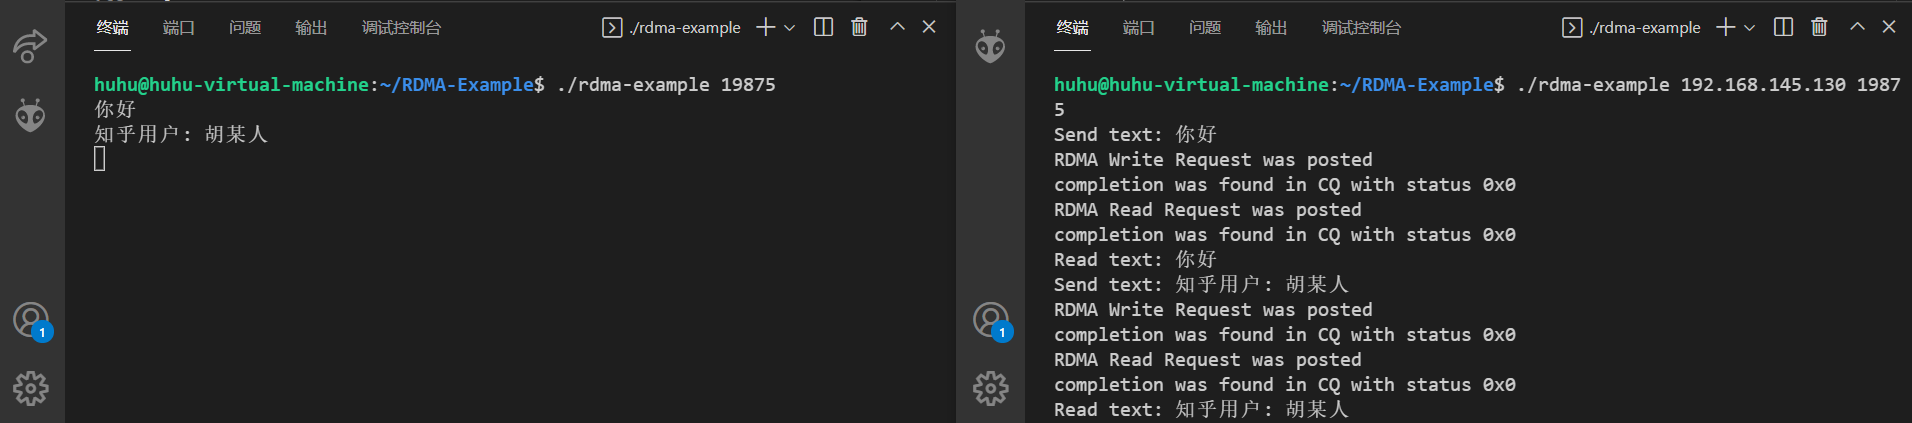 终端 端口 问题 输出 调试控制台 ./rdma-example
huhu@huhu-virtual-machine:~/RDMA-Example$ ./rdma-example 19875
你好
知乎用户: 胡某人
1
终端 端口 问题 输出 调试控制台 ./rdma-example
huhu@huhu-virtual-machine:~/RDMA-Example$ ./rdma-example 192.168.145.130 1987
5
Send text: 你好
RDMA Write Request was posted
completion was found in CQ with status 0x0
RDMA Read Request was posted
completion was found in CQ with status 0x0
Read text: 你好
Send text: 知乎用户: 胡某人
RDMA Write Request was posted
completion was found in CQ with status 0x0
RDMA Read Request was posted
completion was found in CQ with status 0x0
Read text: 知乎用户: 胡某人
1